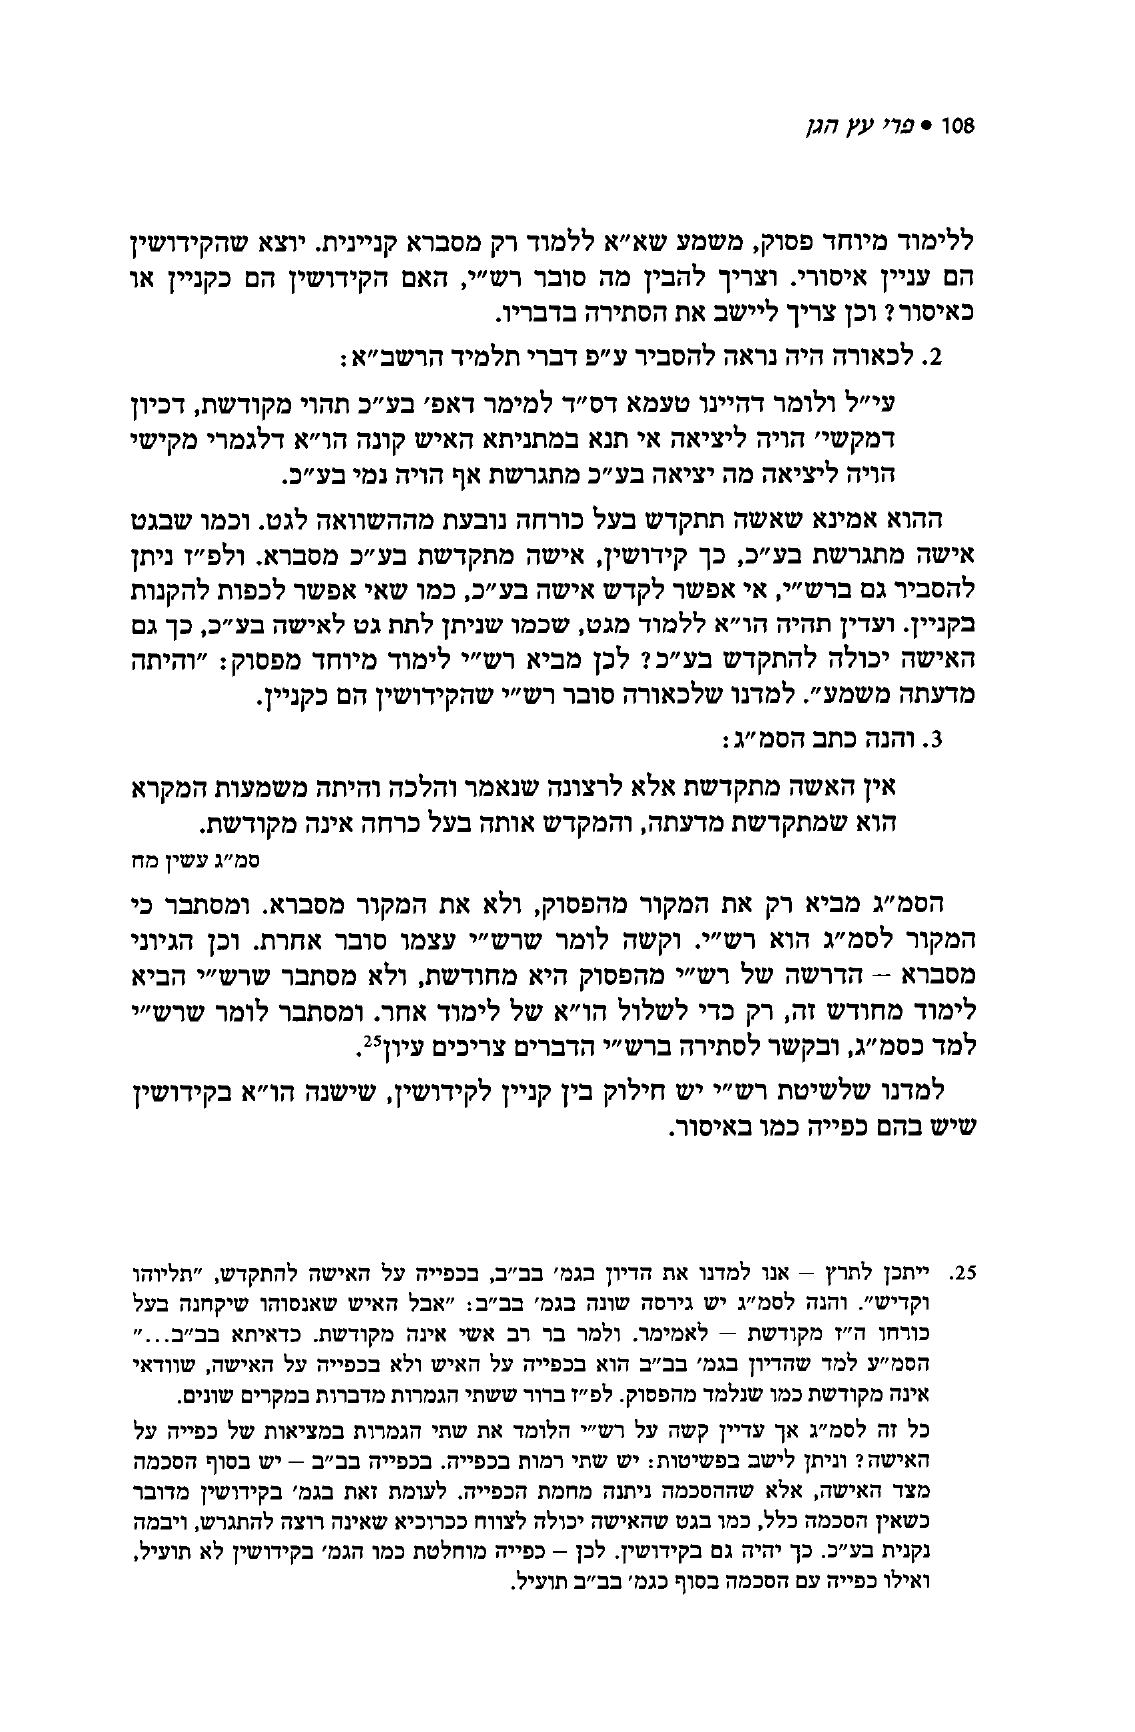 108 • פרי עץ הגן
ללימוד מיוחד פסוק, משמע שא״א ללמוד רק מסברא קניינית. יוצא שהקידושין
הם עניין איסורי. וצריך להבין מה סובר רש״י, האם הקידושין הם כקניין או
כאיסור? וכן צריך ליישב את הסתירה בדבריו.
2. לכאורה היה נראה להסביר ע״פ דברי תלמיד הרשב״א:
עי״ל ולומר דהיינו טעמא דס״ד למימר דאפ׳ בע״כ תהוי מקודשת, דכיון
דמקשי׳ הויה ליציאה אי תנא במתניתא האיש קונה הו״א דלגמרי מקישי
הויה ליציאה מה יציאה בע״כ מתגרשת אף הויה נמי בע״כ.
ההוא אמינא שאשה תתקדש בעל כורחה נובעת מההשוואה לגט. וכמו שבגט
אישה מתגרשת בע״כ, כך קידושין, אישה מתקדשת בע״כ מסברא. ולפ״ז ניתן
להסביר גם ברש״י, אי אפשר לקדש אישה בע״כ, כמו שאי אפשר לכפות להקנות
בקניין. ועדין תהיה הו״א ללמוד מגט, שכמו שניתן לתת גט לאישה בע״כ, כך גם
האישה יכולה להתקדש בע״כ? לכן מביא רש״י לימוד מיוחד מפסוק: ״והיתה
מדעתה משמע״. למדנו שלכאורה סובר רש״י שהקידושין הם כקניין.
3. והנה כתב הסמ״ג:
אין האשה מתקדשת אלא לרצונה שנאמר והלכה והיתה משמעות המקרא
הוא שמתקדשת מדעתה, והמקדש אותה בעל כרחה אינה מקודשת.
סמ״ג עשין מח
הסמ״ג מביא רק את המקור מהפסוק, ולא את המקור מסברא. ומסתבר כי
המקור לסמ״ג הוא רש״י. וקשה לומר שרש״י עצמו סובר אחרת. וכן הגיוני
מסברא – הדרשה של רש״י מהפסוק היא מחודשת, ולא מסתבר שרש״י הביא
לימוד מחודש זה, רק כדי לשלול הו״א של לימוד אחר. ומסתבר לומר שרש״י
למד כסמ״ג, ובקשר לסתירה ברש״י הדברים צריכים עיון25.
למדנו שלשיטת רש״י יש חילוק בין קניין לקידושין, שישנה הו״א בקידושין
שיש בהם כפייה כמו באיסור.
25. ייתכן לתרץ – אנו למדנו את הדיון בגמ׳ בב״ב, בכפייה על האישה להתקדש, ״תליוהו
וקדיש״. והנה לסמ״ג יש גירסה שונה בגמ׳ בב״ב: ״אבל האיש שאנסוהו שיקחנה בעל
כורחו ה״ז מקודשת – לאמימר. ולמר בר רב אשי אינה מקודשת. כדאיתא בב״ב...״
הסמ״ע למד שהדיון בגמ׳ בב״ב הוא בכפייה על האיש ולא בכפייה על האישה, שוודאי
אינה מקודשת כמו שנלמד מהפסוק. לפ״ז ברור ששתי הגמרות מדברות במקרים שונים.
כל זה לסמ״ג אך עדיין קשה על רש״י הלומד את שתי הגמרות במציאות של כפייה על
האישה? וניתן לישב בפשיטות: יש שתי רמות בכפייה. בכפייה בב״ב – יש בסוף הסכמה
מצד האישה, אלא שההסכמה ניתנה מחמת הכפייה. לעומת זאת בגמ׳ בקידושין מדובר
כשאין הסכמה כלל, כמו בגט שהאישה יכולה לצווח ככרוכיא שאינה רוצה להתגרש, ויבמה
נקנית בע״כ. כך יהיה גם בקידושין. לכן – כפייה מוחלטת כמו הגמ׳ בקידושין לא תועיל,
ואילו כפייה עם הסכמה בסוף כגמ׳ בב״ב תועיל.